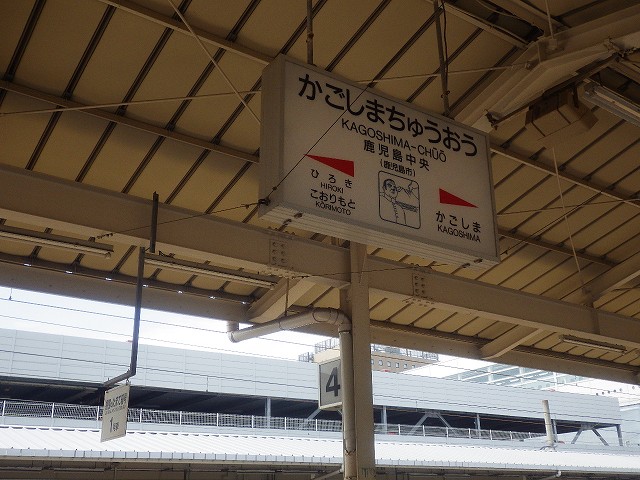 かごしまちゅうおう
KAGOSHIMA-CHŪŌ
鹿児島中央
(鹿児島市)
ひろき
HIROKI
こおりもと
KŌRIMOTO
かごしま
KAGOSHIMA
4